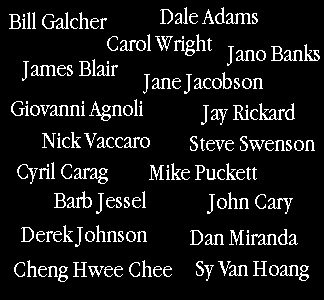 Bill Galcher
Dale Adams
Carol Wright
Jano Banks
James Blair
Jane Jacobson
Giovanni Agnoli
Jay Rickard
Nick Vaccaro
Steve Swenson
Cyril Carag
Mike Puckett
Barb Jessel
John Cary
Derek Johnson
Dan Miranda
Cheng Hwee Chee
Sy Van Hoang